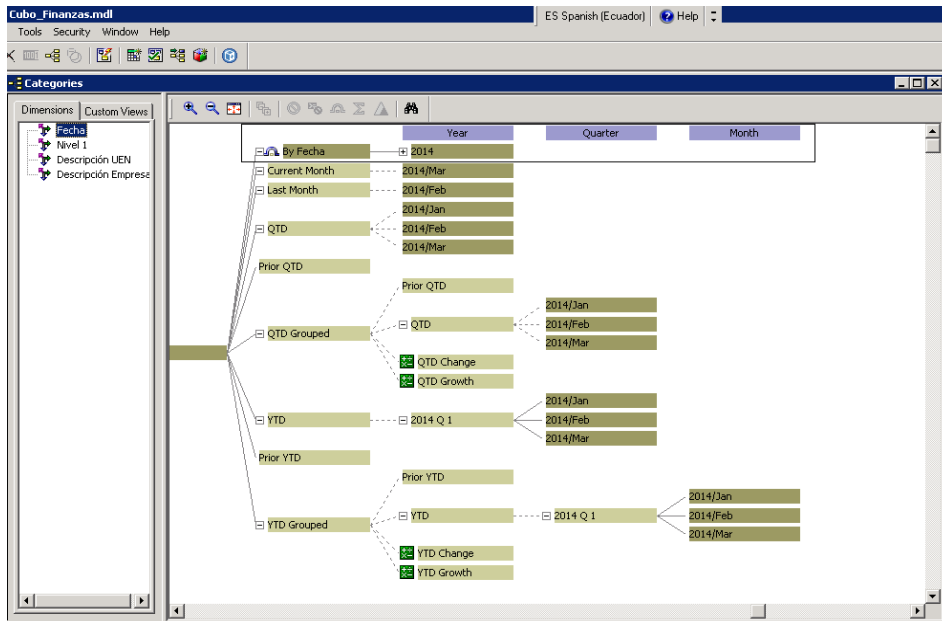 Cubo_Finanzas.mdl
ES Spanish (Ecuador) Help
Tools Security Window Help
Categories
Dimensions Custom Views
Fecha
Nivel 1
Descripción UEN
Descripción Empresa
Year Quarter Month
By Fecha 2014
Current Month 2014/Mar
Last Month 2014/Feb
2014/Jan
QTD 2014/Feb
2014/Mar
Prior QTD
Prior QTD
2014/Jan
QTD Grouped QTD 2014/Feb
2014/Mar
QTD Change
QTD Growth
2014/Jan
YTD 2014 Q 1 2014/Feb
2014/Mar
Prior YTD
Prior YTD
2014/Jan
YTD Grouped YTD 2014 Q 1 2014/Feb
2014/Mar
YTD Change
YTD Growth